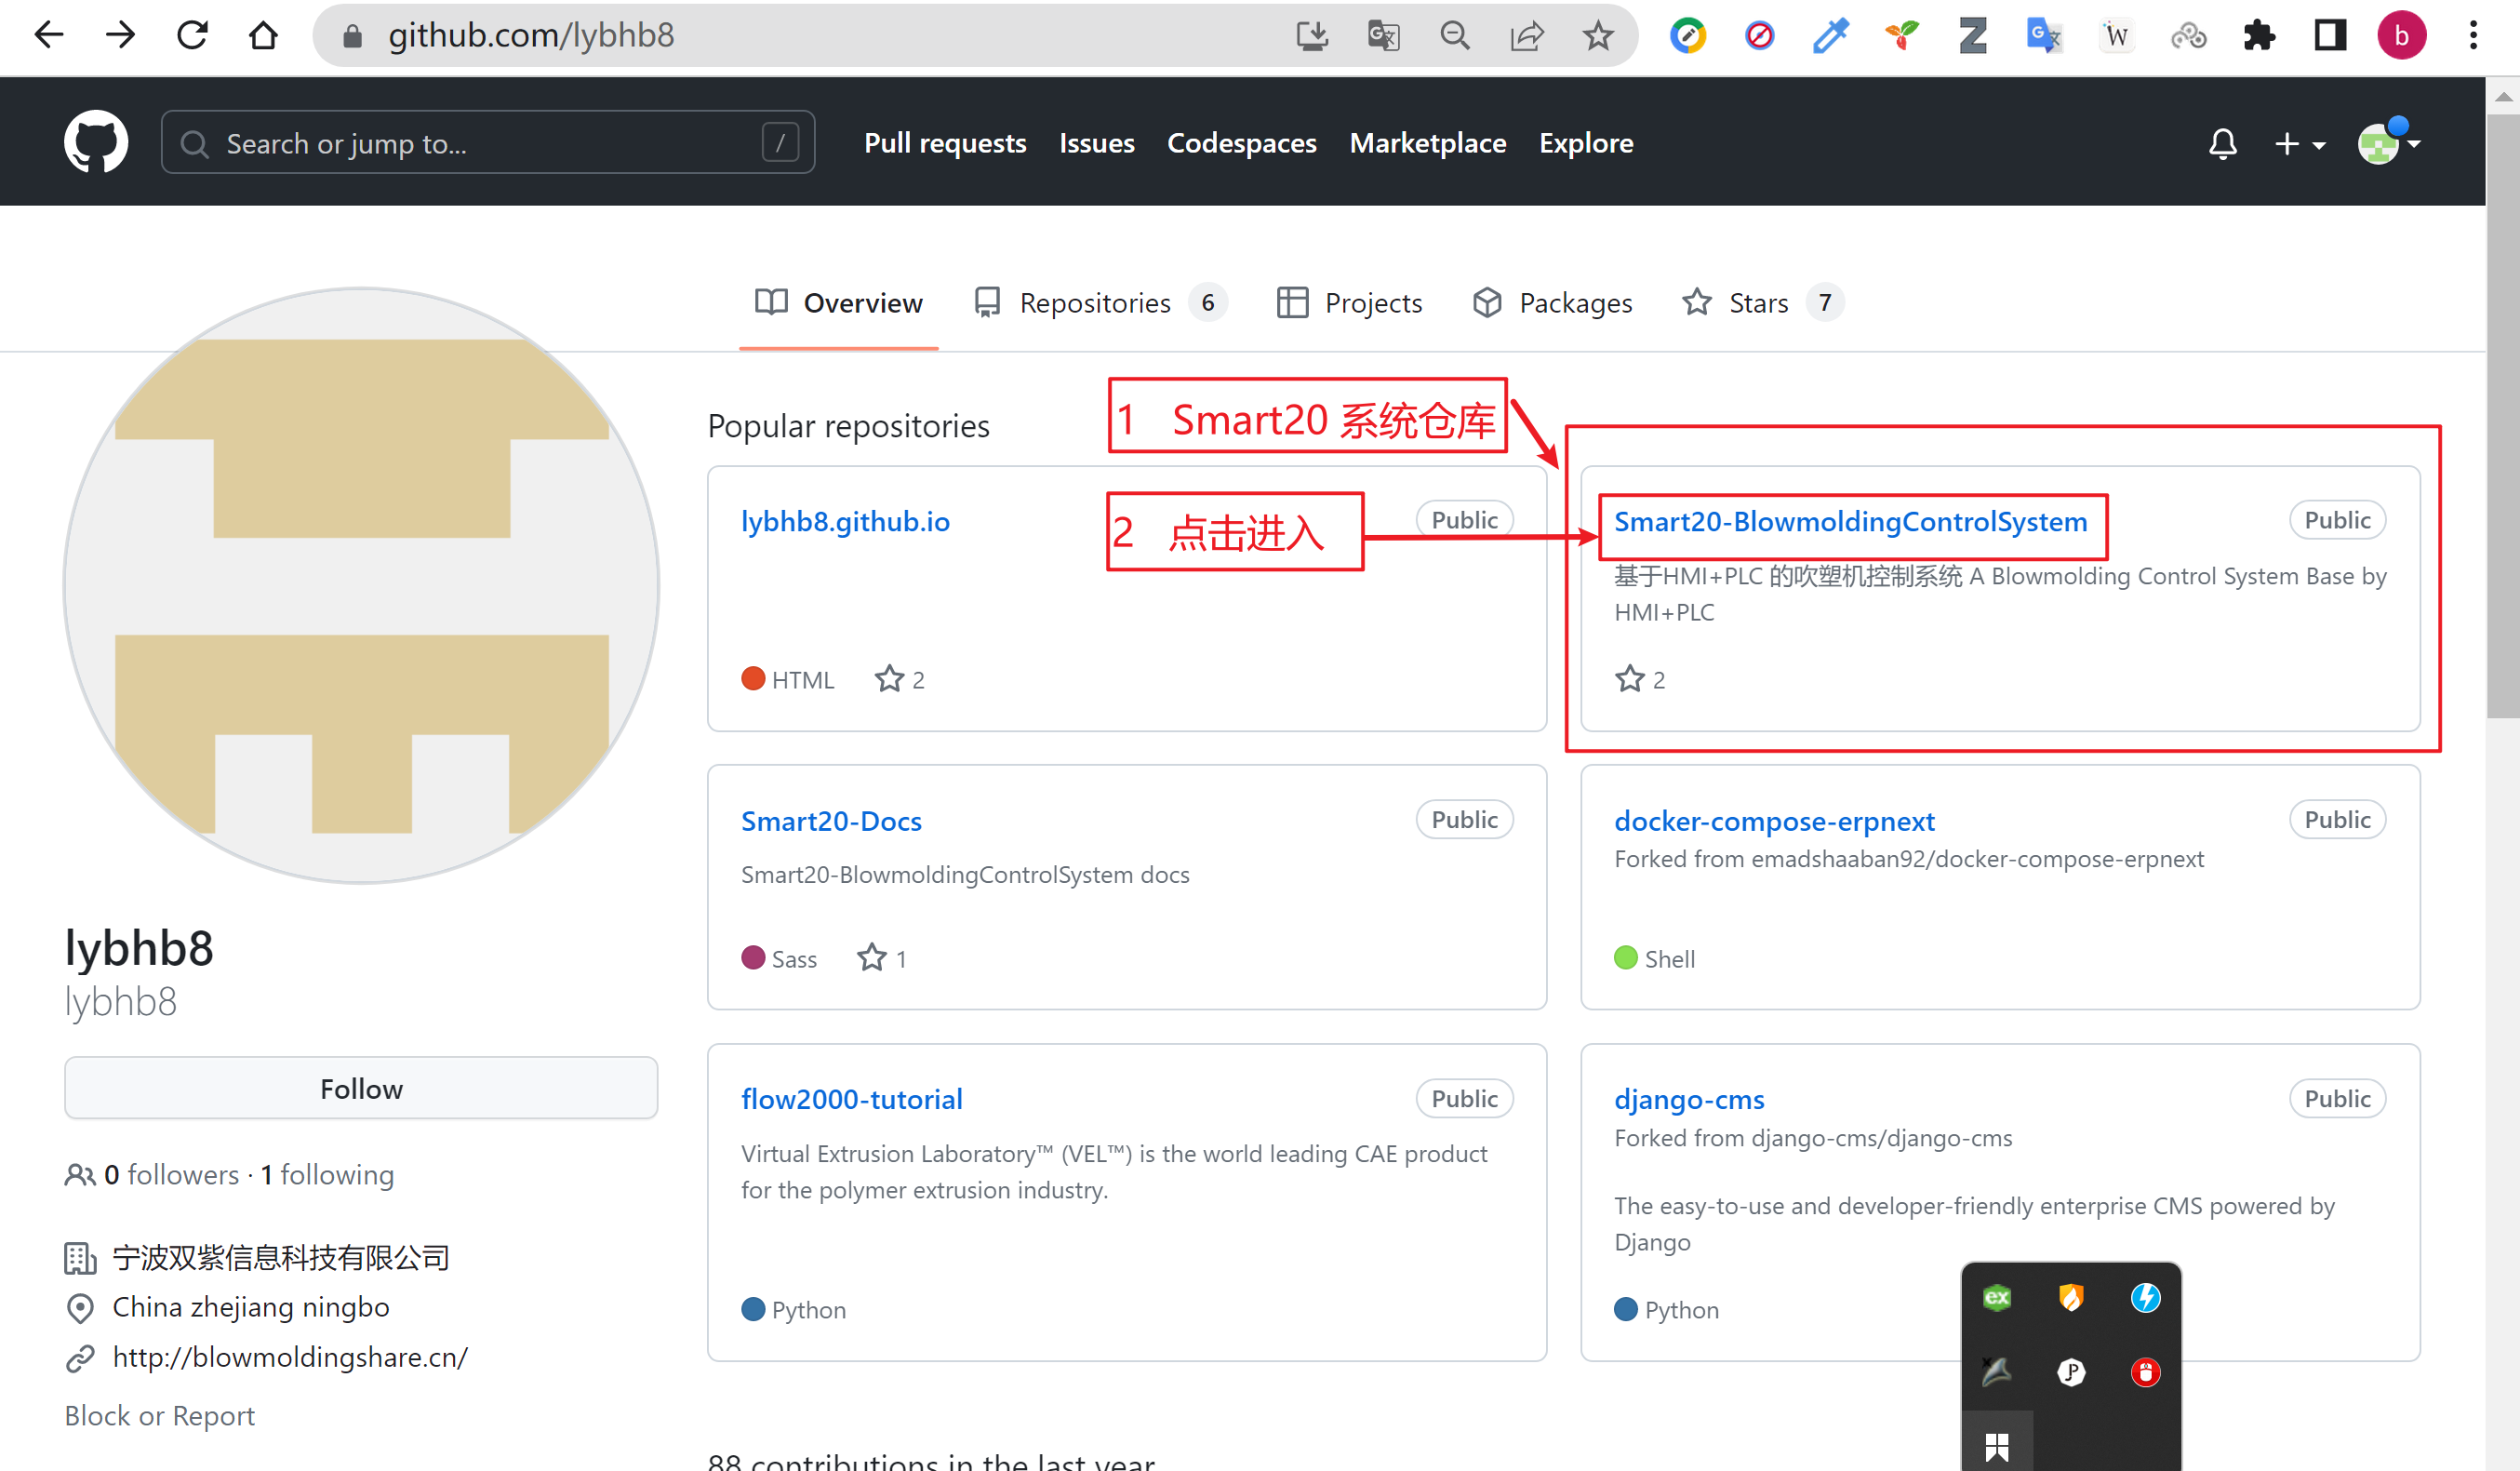 github.com/lybhb8
b
Search or jump to...
/
Pull requests
Issues
Codespaces
Marketplace
Explore
Overview
Repositories 6
Projects
Packages
Stars 7
lybhb8
lybhb8
Follow
0 followers · 1 following
宁波双紫信息科技有限公司
China zhejiang ningbo
http://blowmoldingshare.cn/
Block or Report
Popular repositories
1 Smart20 系统仓库
2 点击进入
lybhb8.github.io
Public
HTML
2
Smart20-BlowmoldingControlSystem
Public
基于HMI+PLC 的吹塑机控制系统 A Blowmolding Control System Base by
HMI+PLC
2
Smart20-Docs
Public
Smart20-BlowmoldingControlSystem docs
Sass
1
docker-compose-erpnext
Public
Forked from emadshaaban92/docker-compose-erpnext
Shell
flow2000-tutorial
Public
Virtual Extrusion Laboratory™ (VEL™) is the world leading CAE product
for the polymer extrusion industry.
Python
django-cms
Public
Forked from django-cms/django-cms
The easy-to-use and developer-friendly enterprise CMS powered by
Django
Python
ex
88 contributions in the last year